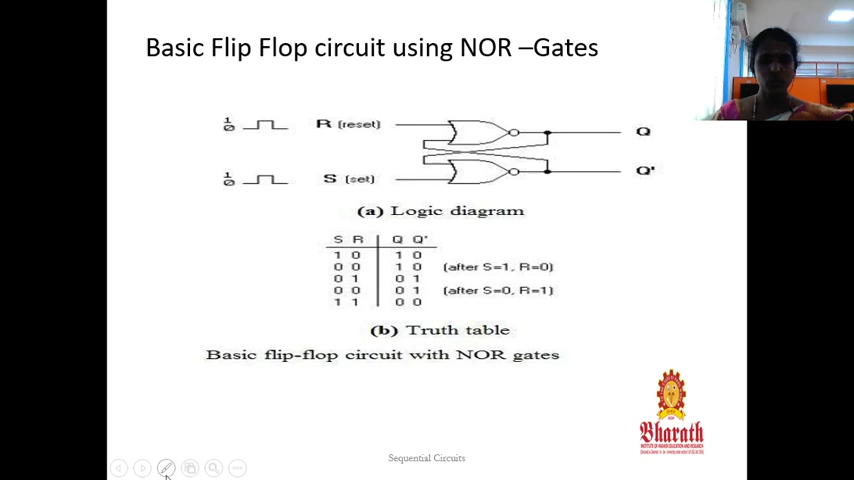 Basic Flip Flop circuit using NOR –Gates
1
0
R (reset)
Q
1
0
S (set)
Q'
(a) Logic diagram
S R Q Q'
1 0 1 0
0 0 1 0 (after S=1, R=0)
0 1 0 1
0 0 0 1 (after S=0, R=1)
1 1 0 0
(b) Truth table
Basic flip-flop circuit with NOR gates
Bharath
INSTITUTE OF HIGHER EDUCATION AND RESEARCH
Sequential Circuits